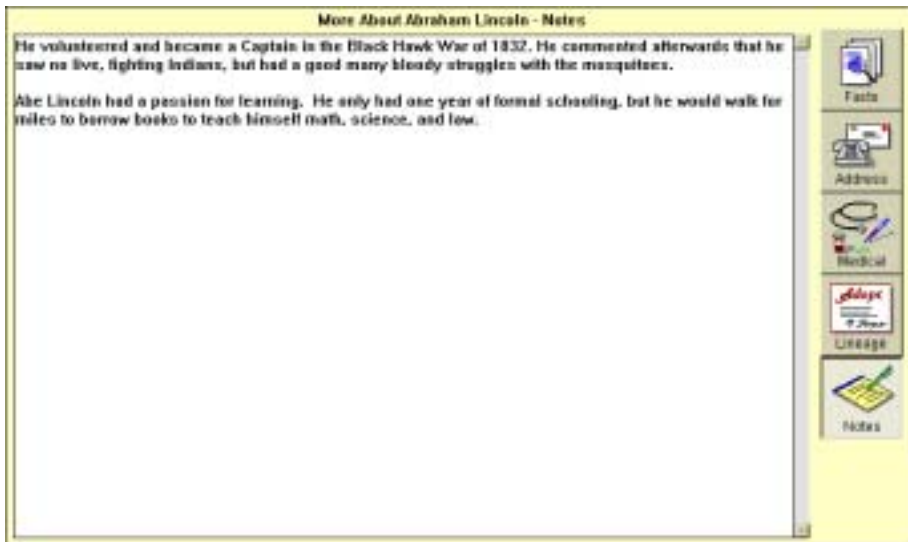 More About Abraham Lincoln - Notes
He volunteered and became a Captain in the Black Hawk War of 1832. He commented afterwards that he
saw no live, fighting Indians, but had a good many bloody struggles with the mosquitoes.
Abe Lincoln had a passion for learning. He only had one year of formal schooling, but he would walk for
miles to borrow books to teach himself math, science, and law.
Facts
Address
Medical
Lineage
Notes